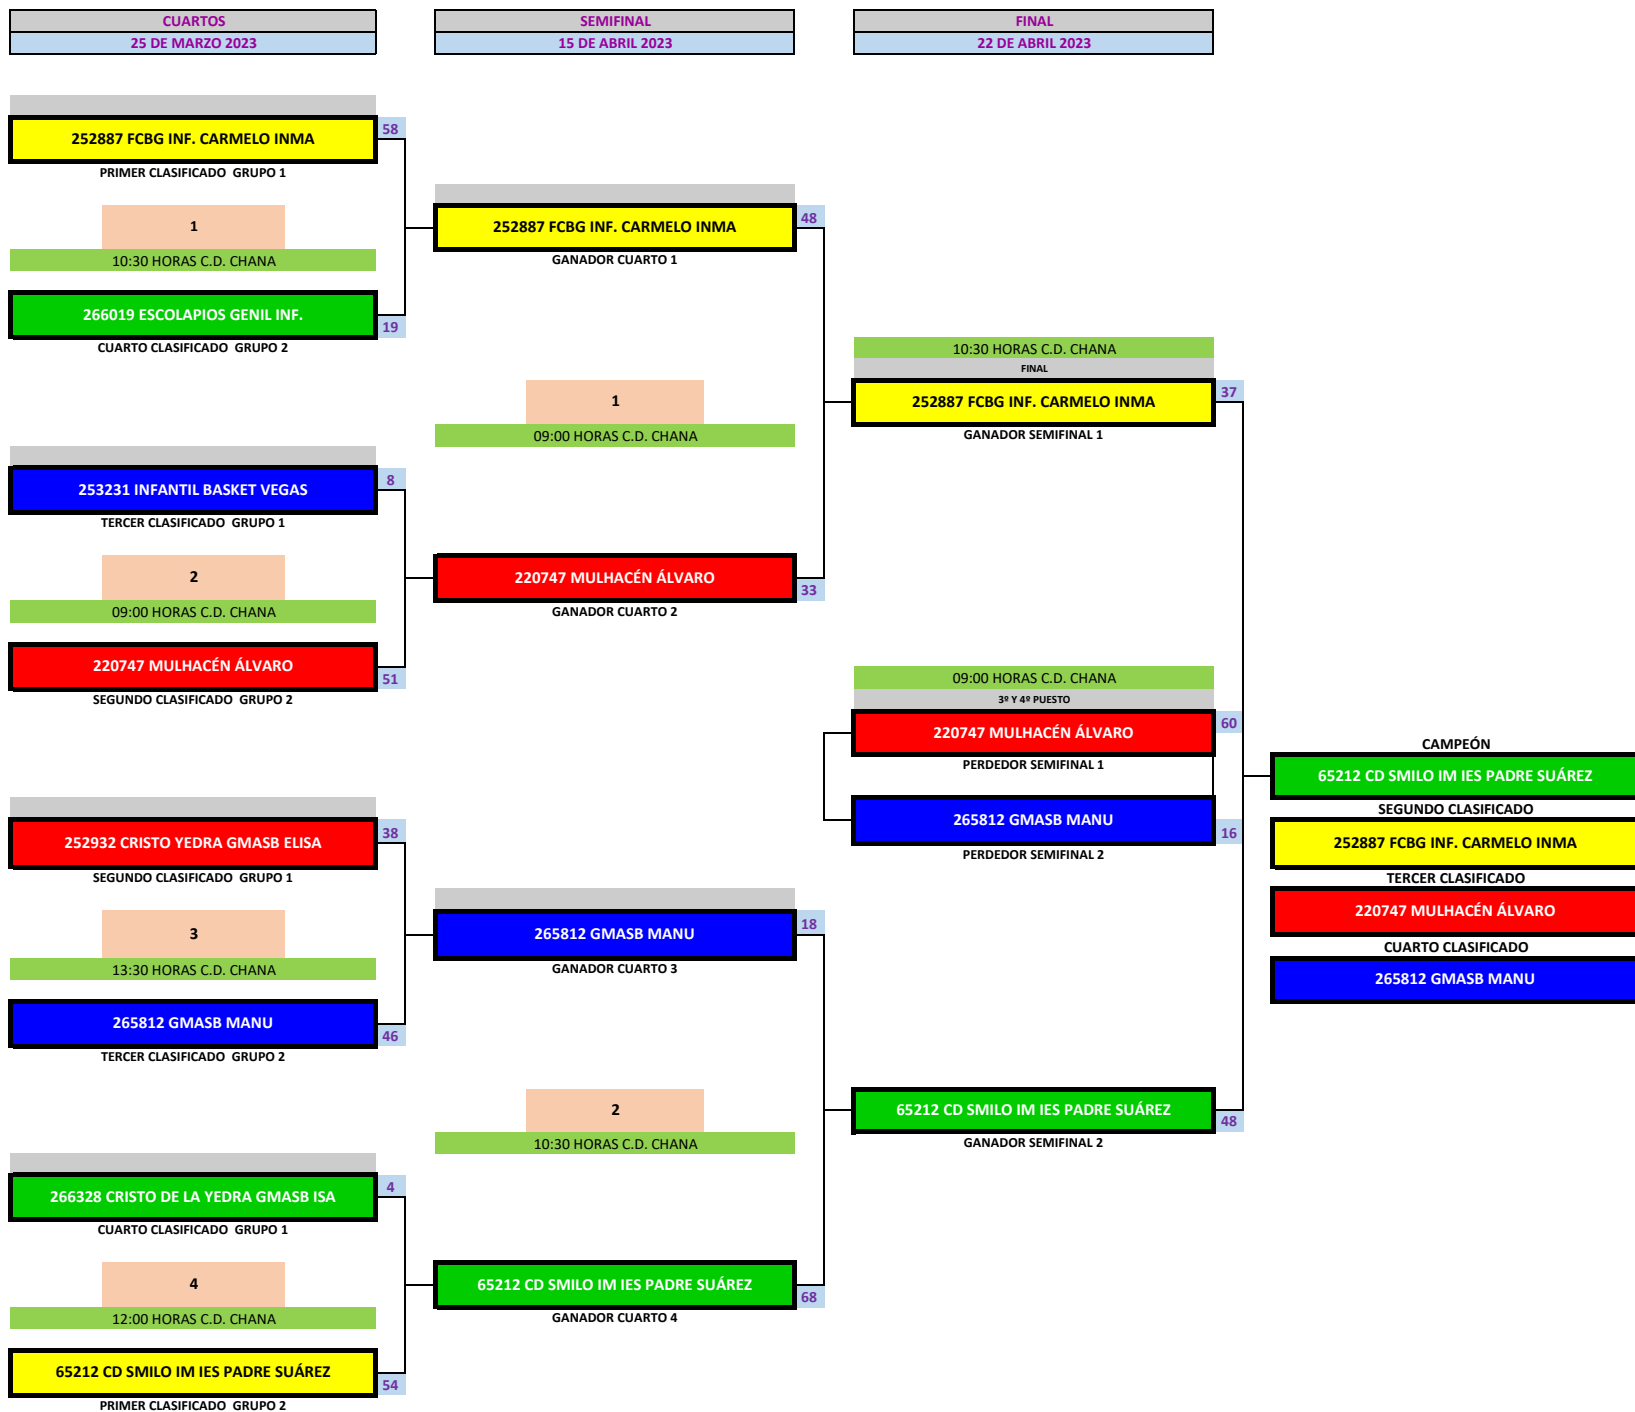 CUARTOS
25 DE MARZO 2023
SEMIFINAL
15 DE ABRIL 2023
FINAL
22 DE ABRIL 2023
252887 FCBG INF. CARMELO INMA
58
PRIMER CLASIFICADO GRUPO 1
1
10:30 HORAS C.D. CHANA
266019 ESCOLAPIOS GENIL INF.
19
CUARTO CLASIFICADO GRUPO 2
253231 INFANTIL BASKET VEGAS
8
TERCER CLASIFICADO GRUPO 1
2
09:00 HORAS C.D. CHANA
220747 MULHACÉN ÁLVARO
51
SEGUNDO CLASIFICADO GRUPO 2
252932 CRISTO YEDRA GMASB ELISA
38
SEGUNDO CLASIFICADO GRUPO 1
3
13:30 HORAS C.D. CHANA
265812 GMASB MANU
46
TERCER CLASIFICADO GRUPO 2
266328 CRISTO DE LA YEDRA GMASB ISA
4
CUARTO CLASIFICADO GRUPO 1
4
12:00 HORAS C.D. CHANA
65212 CD SMILO IM IES PADRE SUÁREZ
54
PRIMER CLASIFICADO GRUPO 2
252887 FCBG INF. CARMELO INMA
48
GANADOR CUARTO 1
1
09:00 HORAS C.D. CHANA
220747 MULHACÉN ÁLVARO
33
GANADOR CUARTO 2
265812 GMASB MANU
18
GANADOR CUARTO 3
2
10:30 HORAS C.D. CHANA
65212 CD SMILO IM IES PADRE SUÁREZ
68
GANADOR CUARTO 4
10:30 HORAS C.D. CHANA
FINAL
252887 FCBG INF. CARMELO INMA
37
GANADOR SEMIFINAL 1
09:00 HORAS C.D. CHANA
3º Y 4º PUESTO
220747 MULHACÉN ÁLVARO
60
PERDEDOR SEMIFINAL 1
265812 GMASB MANU
16
PERDEDOR SEMIFINAL 2
65212 CD SMILO IM IES PADRE SUÁREZ
48
GANADOR SEMIFINAL 2
CAMPEÓN
65212 CD SMILO IM IES PADRE SUÁREZ
SEGUNDO CLASIFICADO
252887 FCBG INF. CARMELO INMA
TERCER CLASIFICADO
220747 MULHACÉN ÁLVARO
CUARTO CLASIFICADO
265812 GMASB MANU